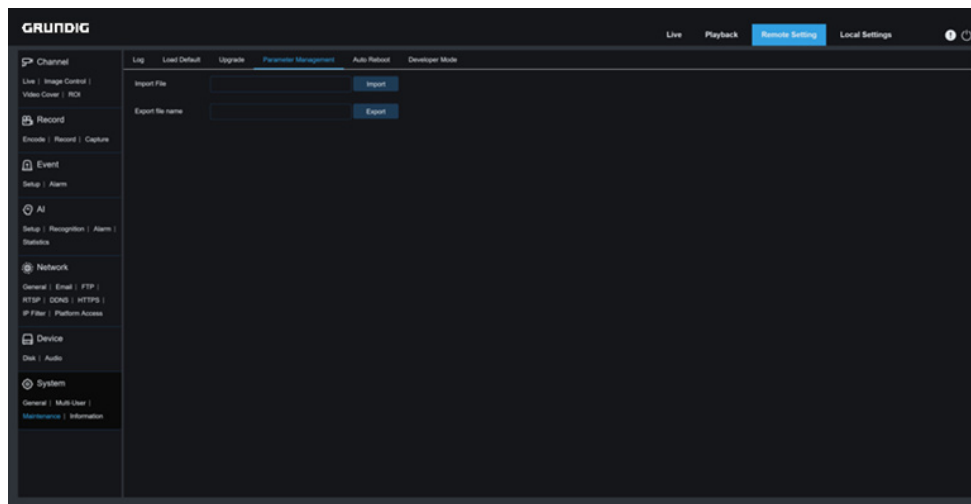 GRUNDIG
Live Playback Remote Setting Local Settings
Channel
Live | Image Control |
Video Cover | ROI
Record
Encode | Record | Capture
Event
Setup | Alarm
AI
Setup | Recognition | Alarm |
Statistics
Network
General | Email | FTP |
RTSP | DDNS | HTTPS |
IP Filter | Platform Access
Device
Disk | Audio
System
General | Multi-User |
Maintenance | Information
Log Load Default Upgrade Parameter Management Auto Reboot Developer Mode
Import File Import
Export file name Export